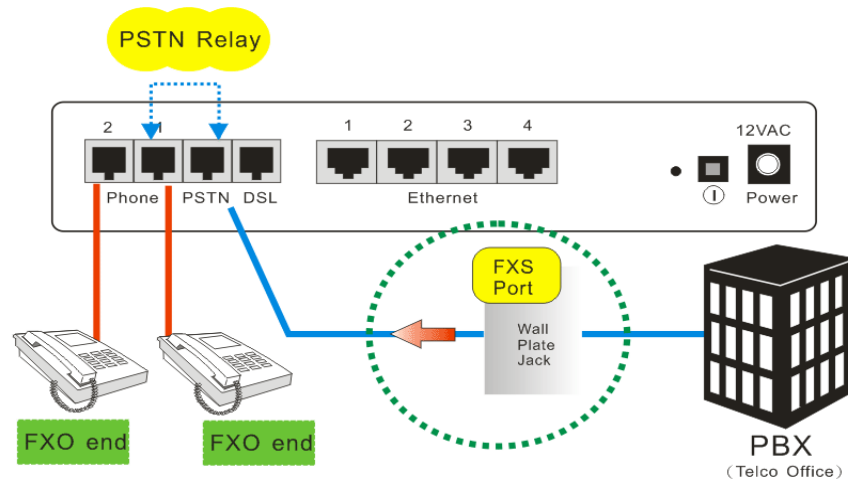 PSTN Relay
2 1
1 2 3 4
12VAC
Phone PSTN DSL
Ethernet
Power
FXS
Port
Wall
Plate
Jack
FXO end
FXO end
PBX
(Telco Office)